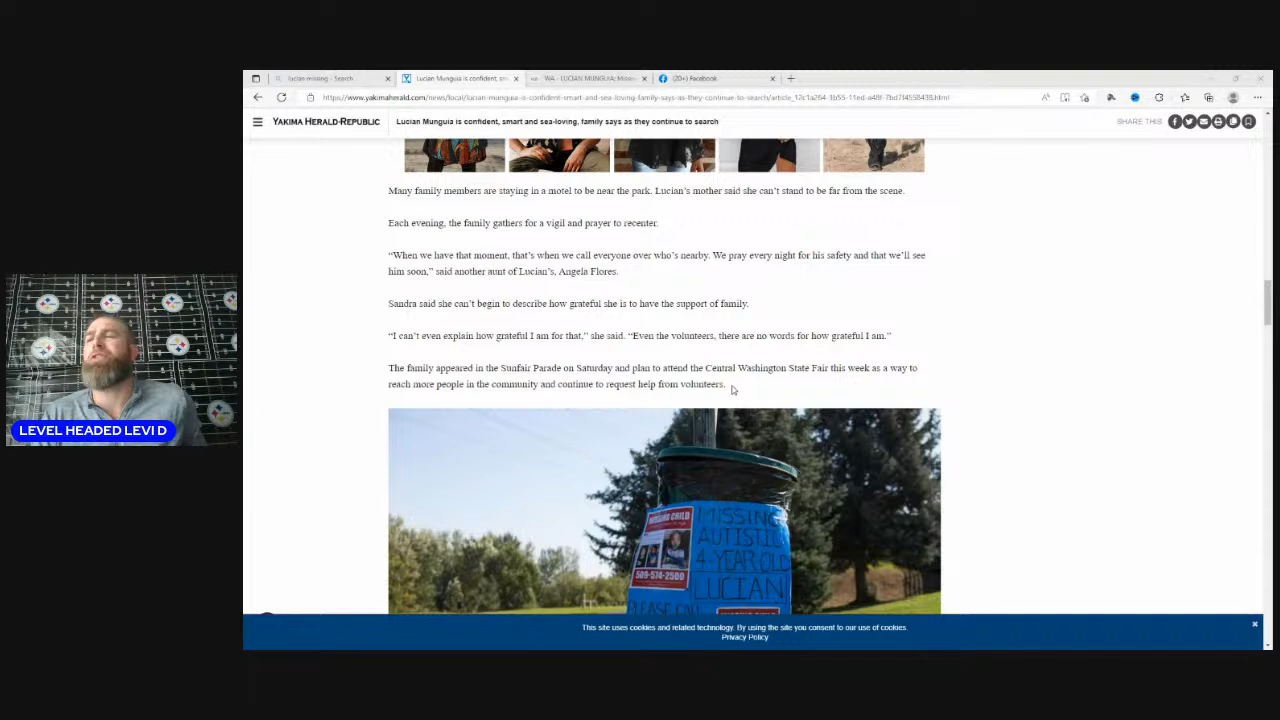 lucian missing - Search
Lucian Munguia is confident, sm
WA - LUCIAN MUNGUIA: Missi
(20+) Facebook
YAKIMA HERALD-REPUBLIC
Lucian Munguia is confident, smart and sea-loving, family says as they continue to search
SHARE THIS
Many family members are staying in a motel to be near the park. Lucian's mother said she can't stand to be far from the scene.
Each evening, the family gathers for a vigil and prayer to recenter.
“When we have that moment, that's when we call everyone over who's nearby. We pray every night for his safety and that we'll see
him soon,” said another aunt of Lucian's, Angela Flores.
Sandra said she can't begin to describe how grateful she is to have the support of family.
“I can't even explain how grateful I am for that,” she said. “Even the volunteers, there are no words for how grateful I am.”
The family appeared in the Sunfair Parade on Saturday and plan to attend the Central Washington State Fair this week as a way to
reach more people in the community and continue to request help from volunteers.
LEVEL HEADED LEVI D
MISSING CHILD
509-574-2500
MISSING
AUTISTIC
4-YEAR OLD
LUCIAN
PLEASE
This site uses cookies and related technology. By using the site you consent to our use of cookies.
Privacy Policy